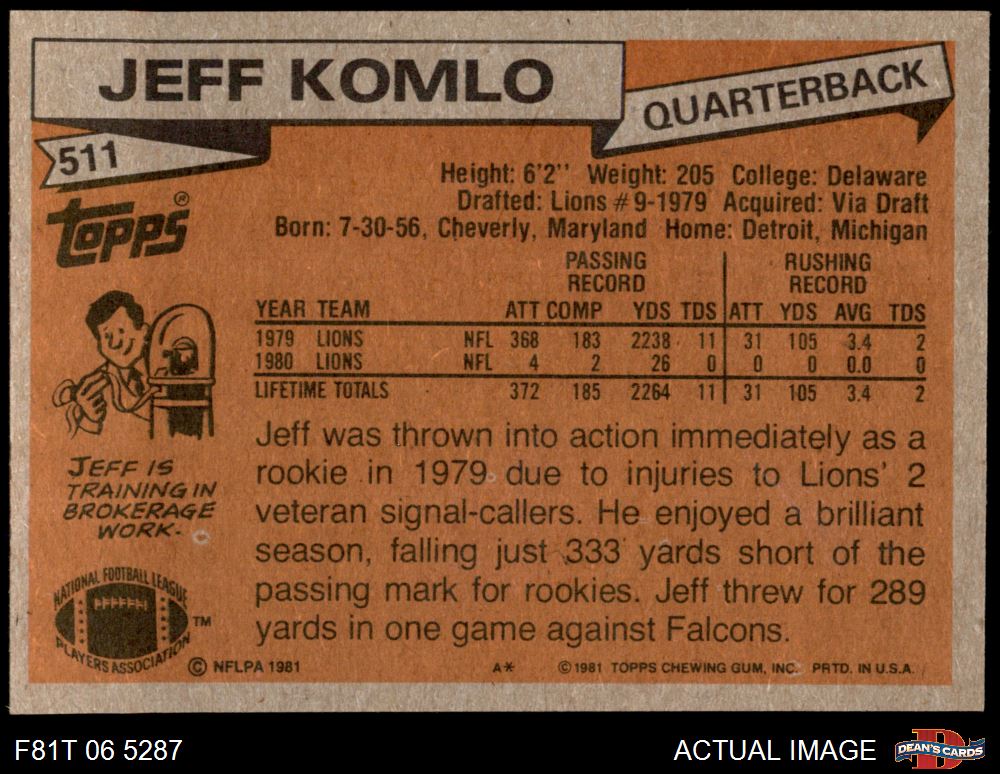 JEFF KOMLO
QUARTERBACK
511
topps®
Height: 6'2'' Weight: 205 College: Delaware
Drafted: Lions #9-1979 Acquired: Via Draft
Born: 7-30-56, Cheverly, Maryland Home: Detroit, Michigan
PASSING RECORD RUSHING RECORD
YEAR TEAM ATT COMP YDS TDS ATT YDS AVG TDS
1979 LIONS NFL 368 183 2238 11 31 105 3.4 2
1980 LIONS NFL 4 2 26 0 0 0 0.0 0
LIFETIME TOTALS 372 185 2264 11 31 105 3.4 2
JEFF IS
TRAINING IN
BROKERAGE
WORK.
Jeff was thrown into action immediately as a
rookie in 1979 due to injuries to Lions' 2
veteran signal-callers. He enjoyed a brilliant
season, falling just 333 yards short of the
passing mark for rookies. Jeff threw for 289
yards in one game against Falcons.
NATIONAL FOOTBALL LEAGUE
PLAYERS ASSOCIATION
™
© NFLPA 1981 A* ©1981 TOPPS CHEWING GUM, INC. PRTD. IN U.S.A.
F81T 06 5287 ACTUAL IMAGE D DEAN'S CARDS